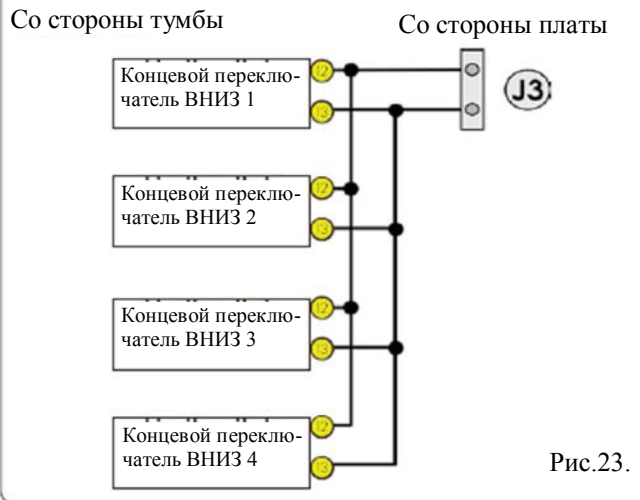 Со стороны тумбы
Со стороны платы
Концевой переклю-
чатель ВНИЗ 1
12
13
J3
Концевой переклю-
чатель ВНИЗ 2
12
13
Концевой переклю-
чатель ВНИЗ 3
12
13
Концевой переклю-
чатель ВНИЗ 4
12
13
Рис.23.